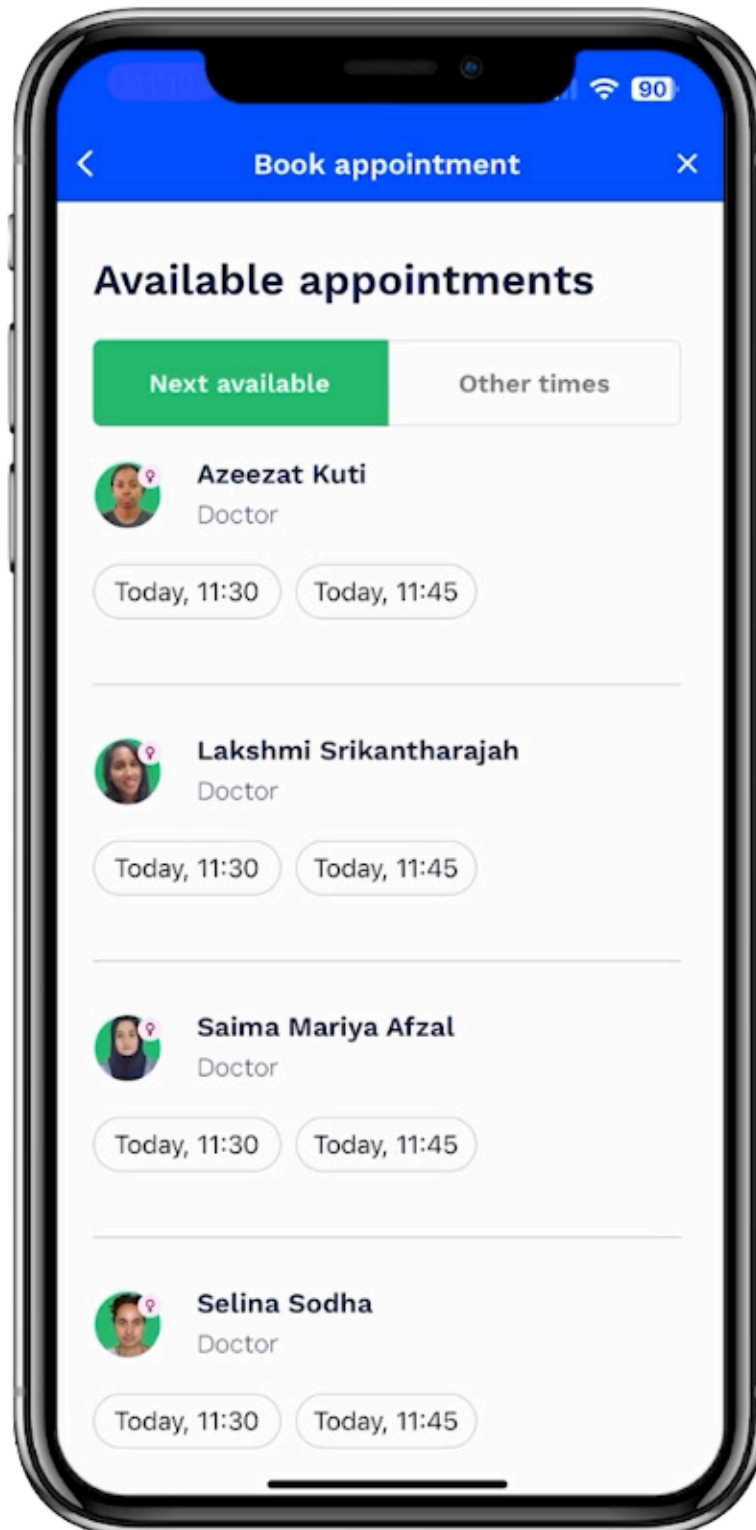 90
Book appointment
Available appointments
Next available Other times
Azeezat Kuti
Doctor
Today, 11:30 Today, 11:45
Lakshmi Srikantharajah
Doctor
Today, 11:30 Today, 11:45
Saima Mariya Afzal
Doctor
Today, 11:30 Today, 11:45
Selina Sodha
Doctor
Today, 11:30 Today, 11:45